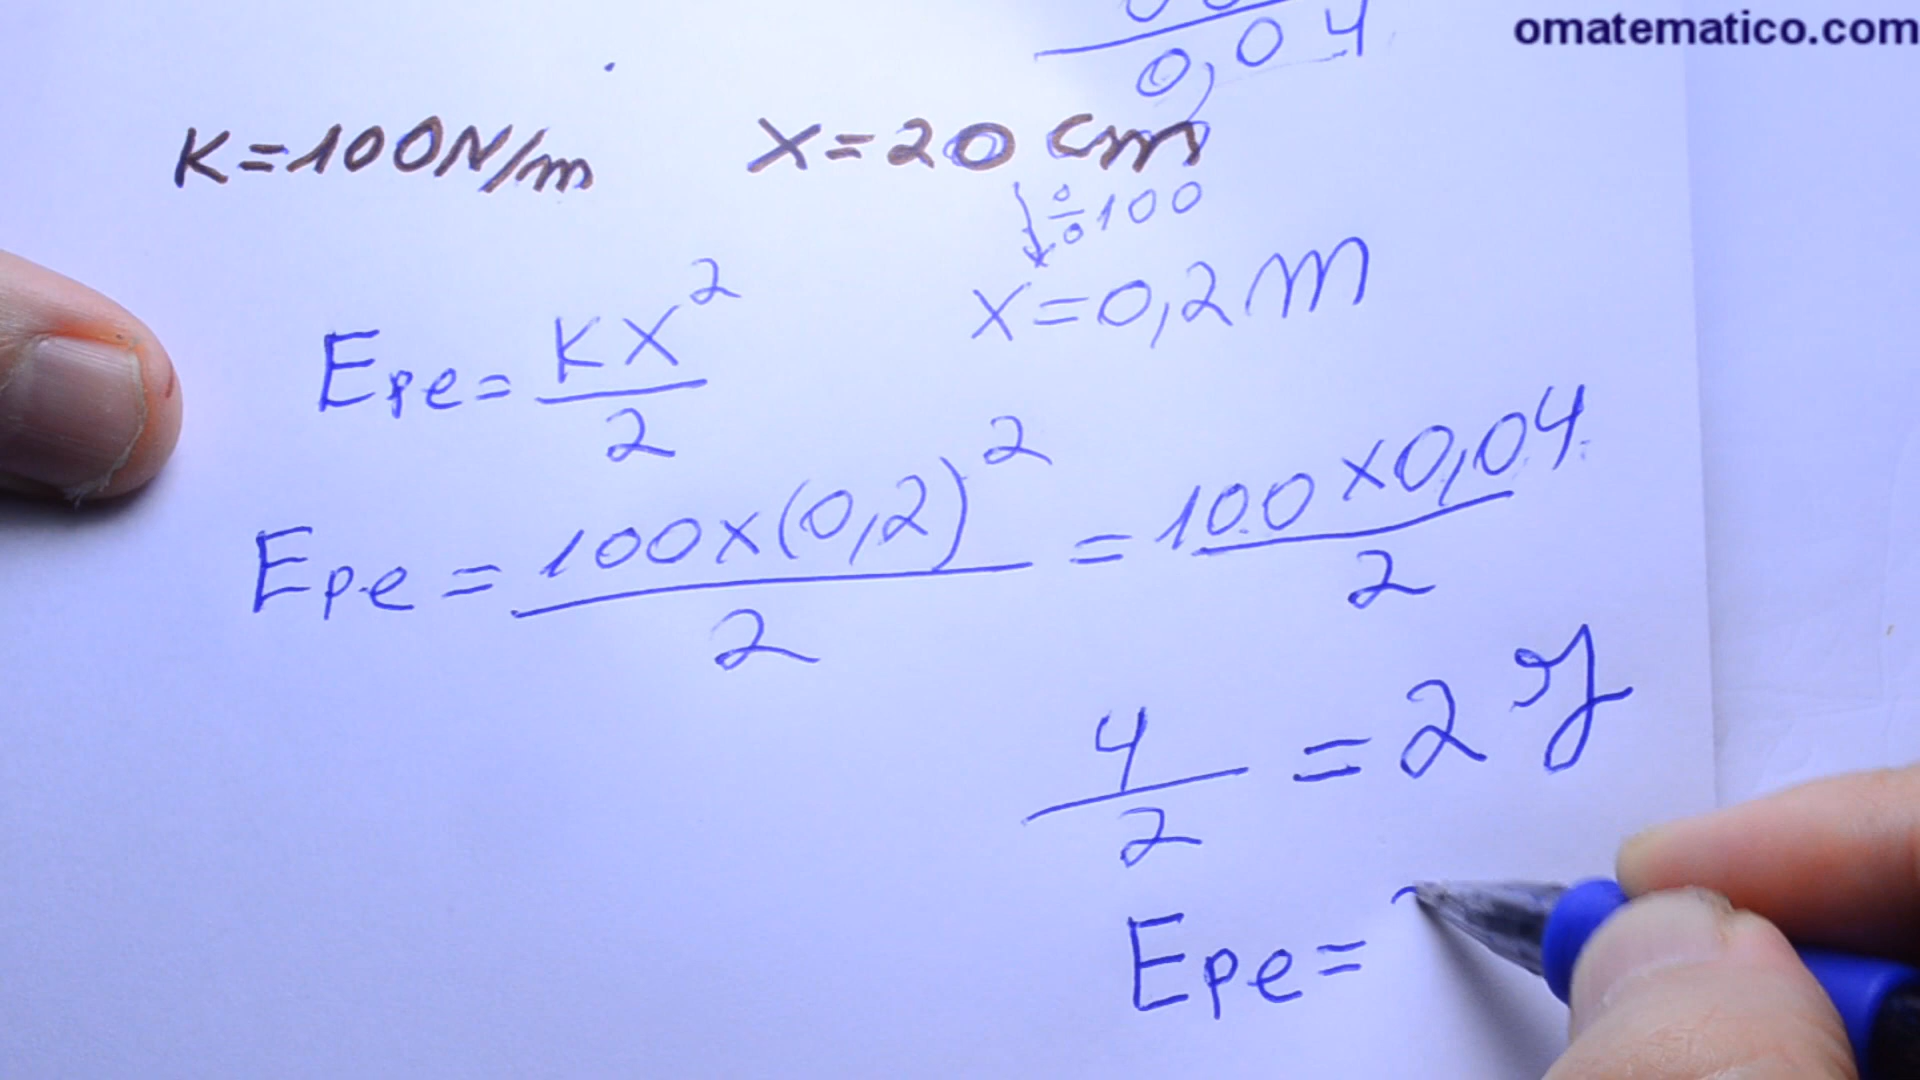 omatematico.com
0,04
K=100N/m x=20 cm
÷100
x=0,2m
Epe=KX²/2
Epe=100x(0,2)²/2=100x0,04/2
4/2=2J
Epe=